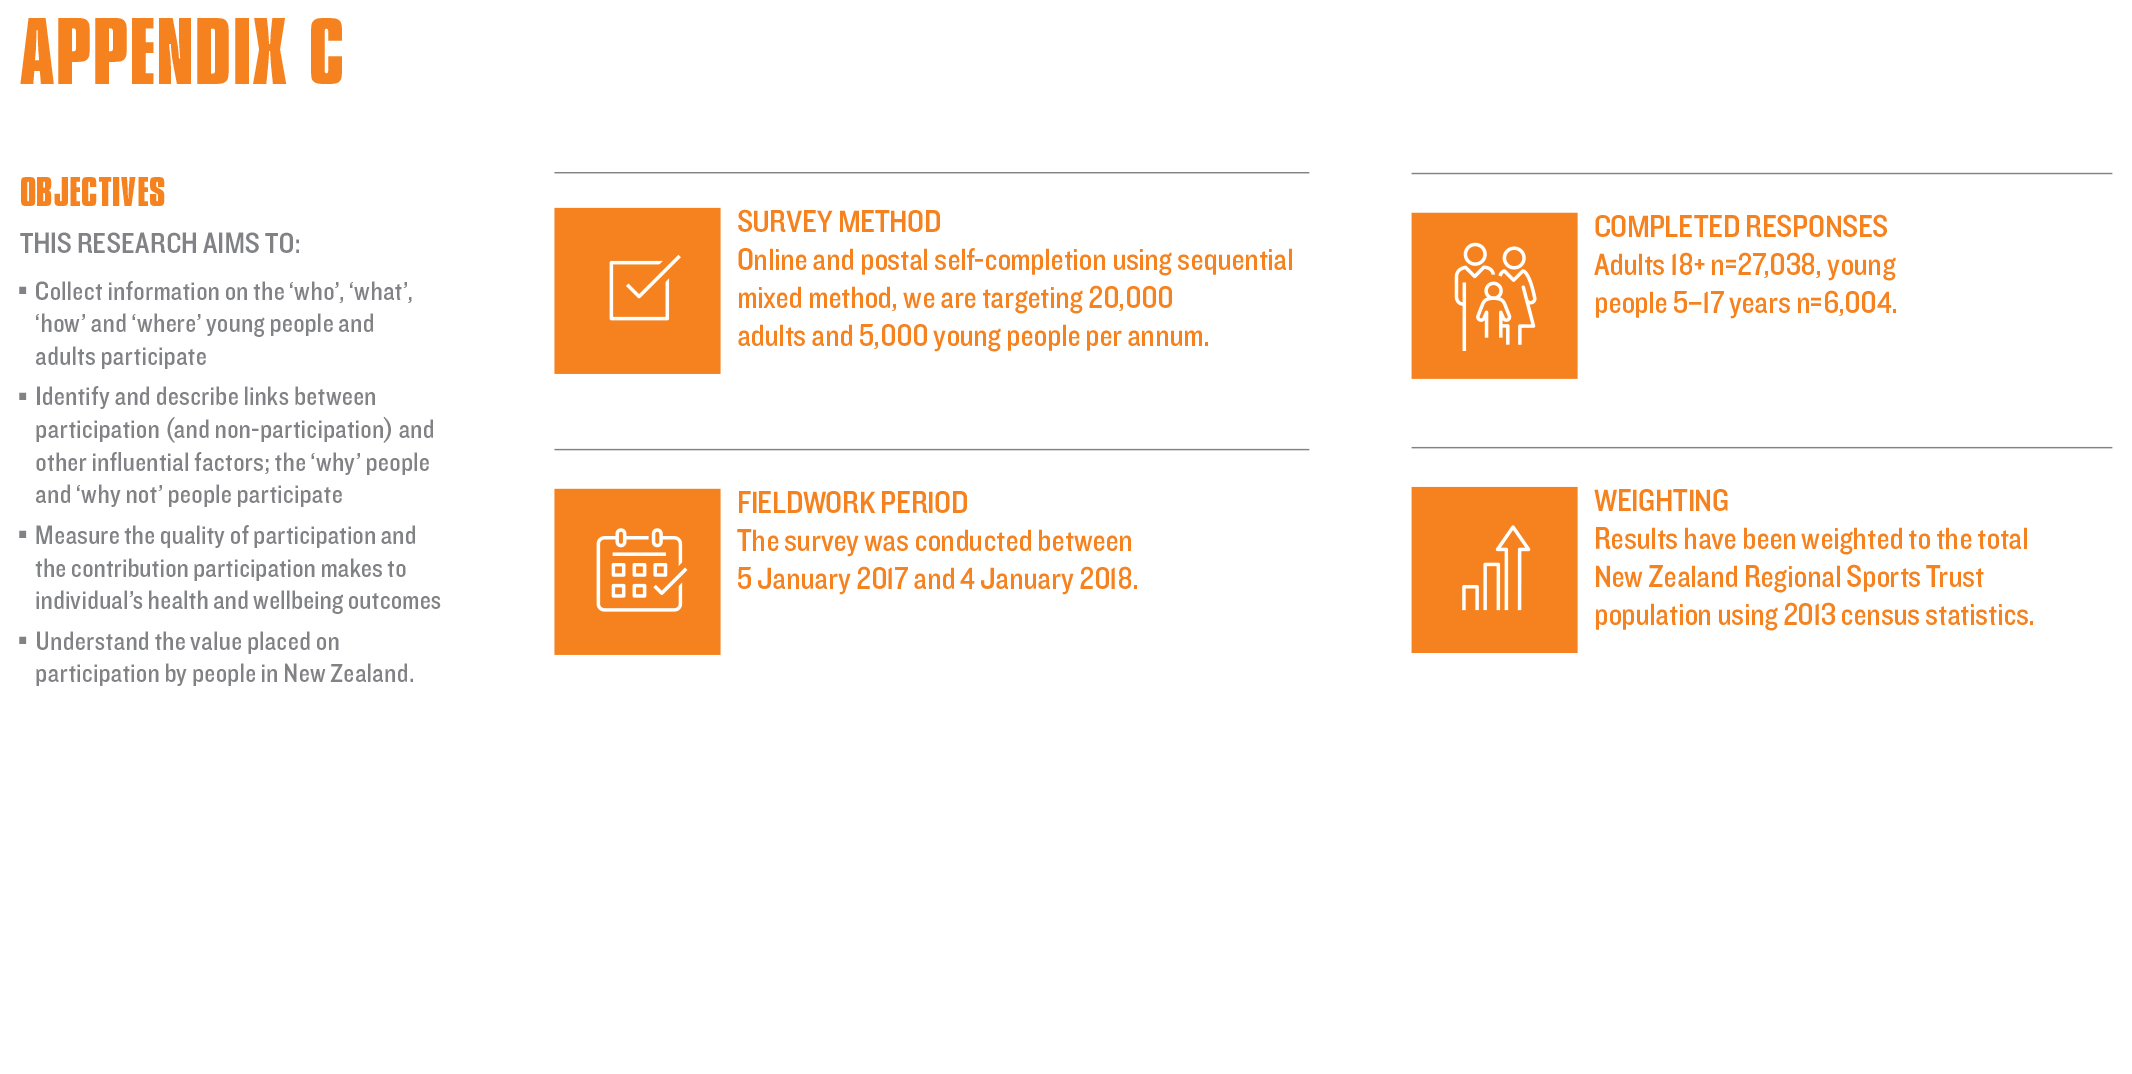 APPENDIX C
OBJECTIVES
THIS RESEARCH AIMS TO:
▪ Collect information on the ‘who’, ‘what’,
‘how’ and ‘where’ young people and
adults participate
▪ Identify and describe links between
participation (and non-participation) and
other influential factors; the ‘why’ people
and ‘why not’ people participate
▪ Measure the quality of participation and
the contribution participation makes to
individual’s health and wellbeing outcomes
▪ Understand the value placed on
participation by people in New Zealand.
SURVEY METHOD
Online and postal self-completion using sequential
mixed method, we are targeting 20,000
adults and 5,000 young people per annum.
FIELDWORK PERIOD
The survey was conducted between
5 January 2017 and 4 January 2018.
COMPLETED RESPONSES
Adults 18+ n=27,038, young
people 5–17 years n=6,004.
WEIGHTING
Results have been weighted to the total
New Zealand Regional Sports Trust
population using 2013 census statistics.